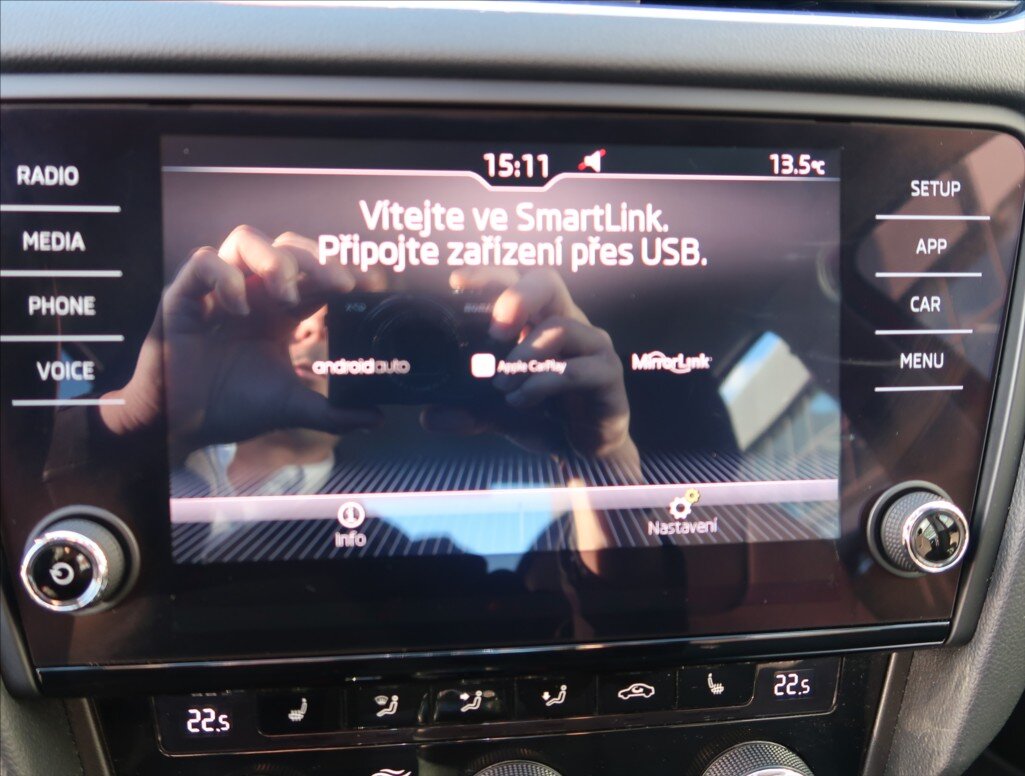 15:11
13.5°C
RADIO
MEDIA
PHONE
VOICE
Vítejte ve SmartLink.
Připojte zařízení přes USB.
androidauto
Apple CarPlay
MirrorLink
Info
Nastavení
SETUP
APP
CAR
MENU
22.5
22.5